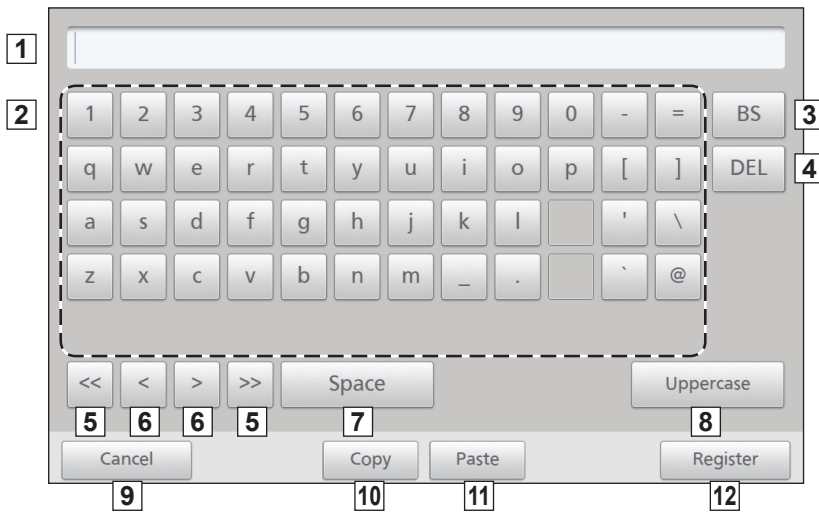 1
2 1 2 3 4 5 6 7 8 9 0 - = BS 3
q w e r t y u i o p [ ] DEL 4
a s d f g h j k l ' \
z x c v b n m _ . ` @
<< < > >> Space Uppercase
5 6 6 5 7 8
Cancel Copy Paste Register
9 10 11 12